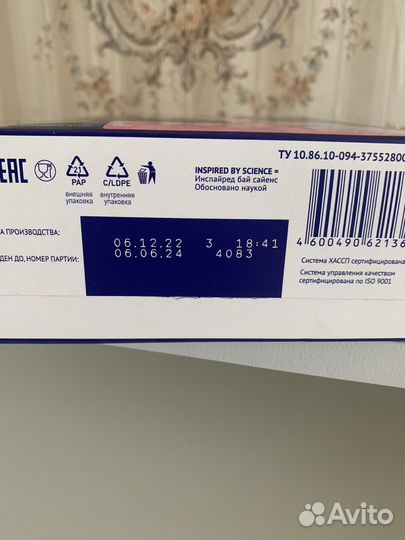 ТУ 10.86.10-094-37552800
EAC
21
PAP
C/LDPE
внешняя
упаковка
внутренняя
упаковка
INSPIRED BY SCIENCE =
Инспайред бай сайенс
Обосновано наукой
А ПРОИЗВОДСТВА:
ДЕН ДО, НОМЕР ПАРТИИ:
06.12.22 3 18:41
06.06.24 4083
4 600490 62136
Система ХАССП сертифицирована
Система управления качеством
сертифицирована по ISO 9001
Avito